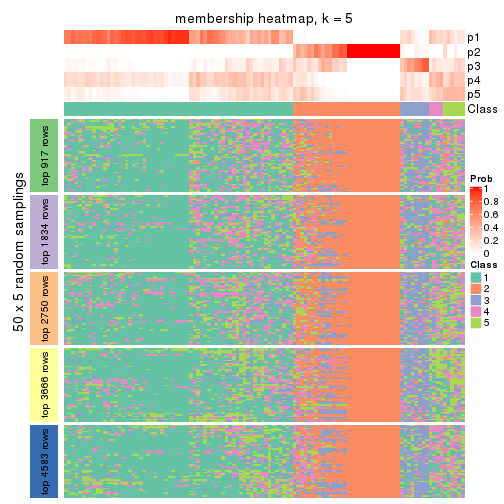 membership heatmap, k = 5
p1
p2
p3
p4
p5
Class
50 x 5 random samplings
top 917 rows
top 1834 rows
top 2750 rows
top 3666 rows
top 4583 rows
Prob
1
0.8
0.6
0.4
0.2
0
Class
1
2
3
4
5